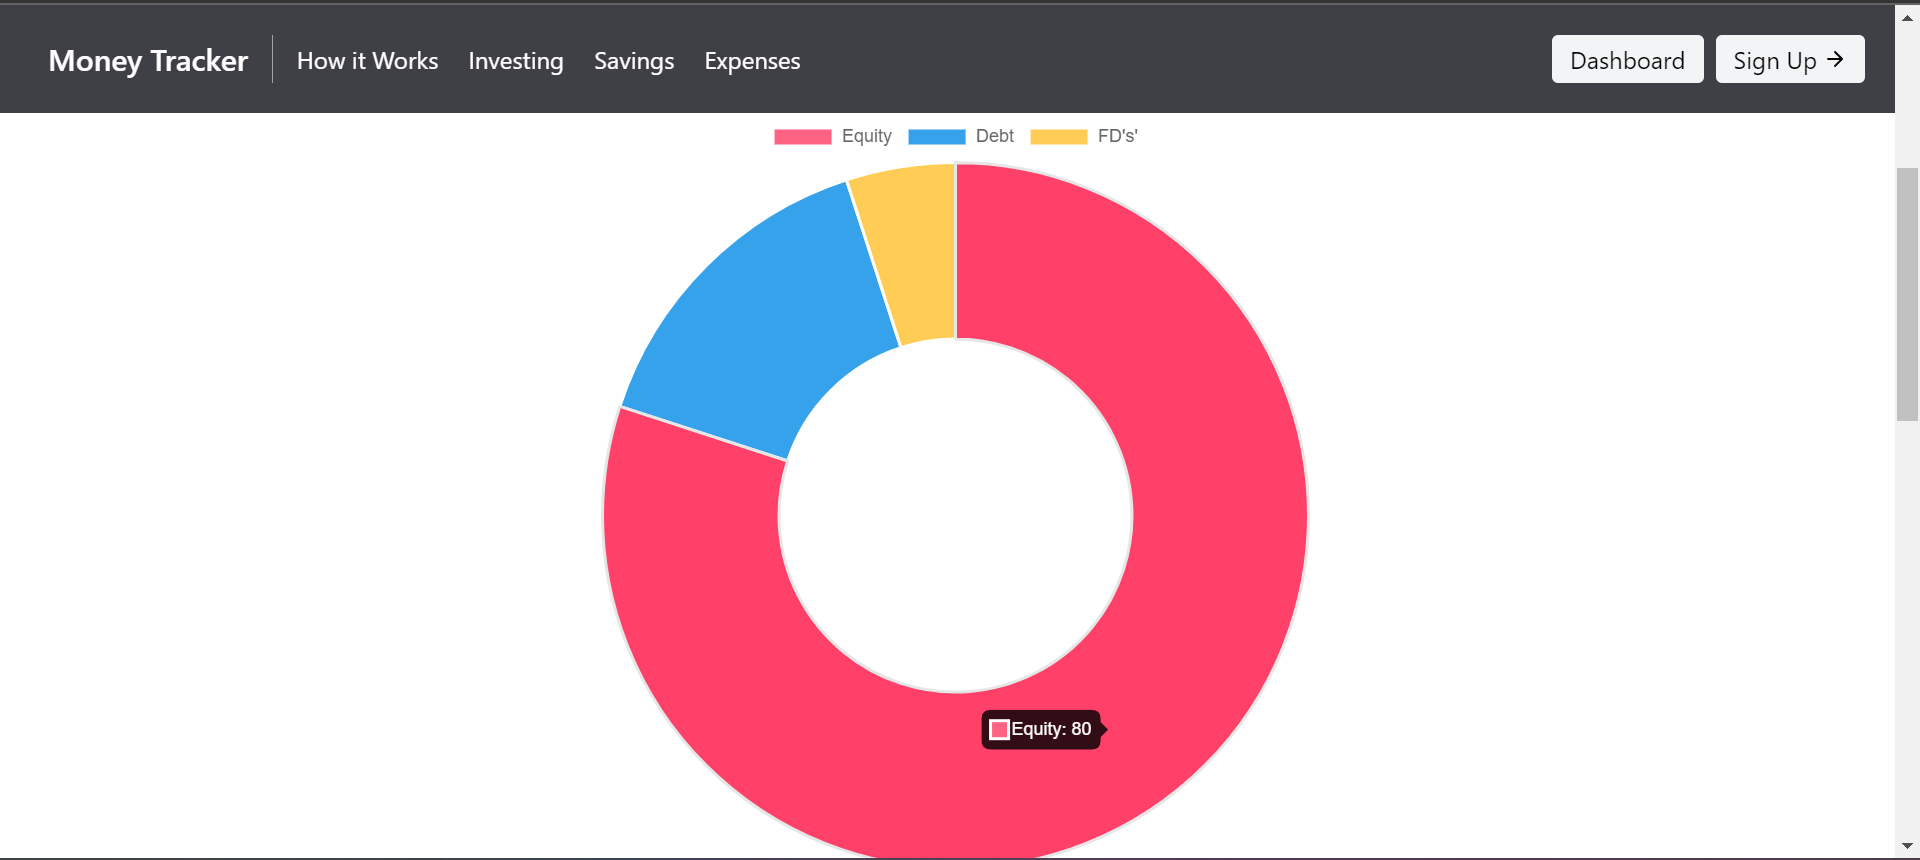 Money Tracker How it Works Investing Savings Expenses Dashboard Sign Up →
Equity Debt FD's'
Equity: 80